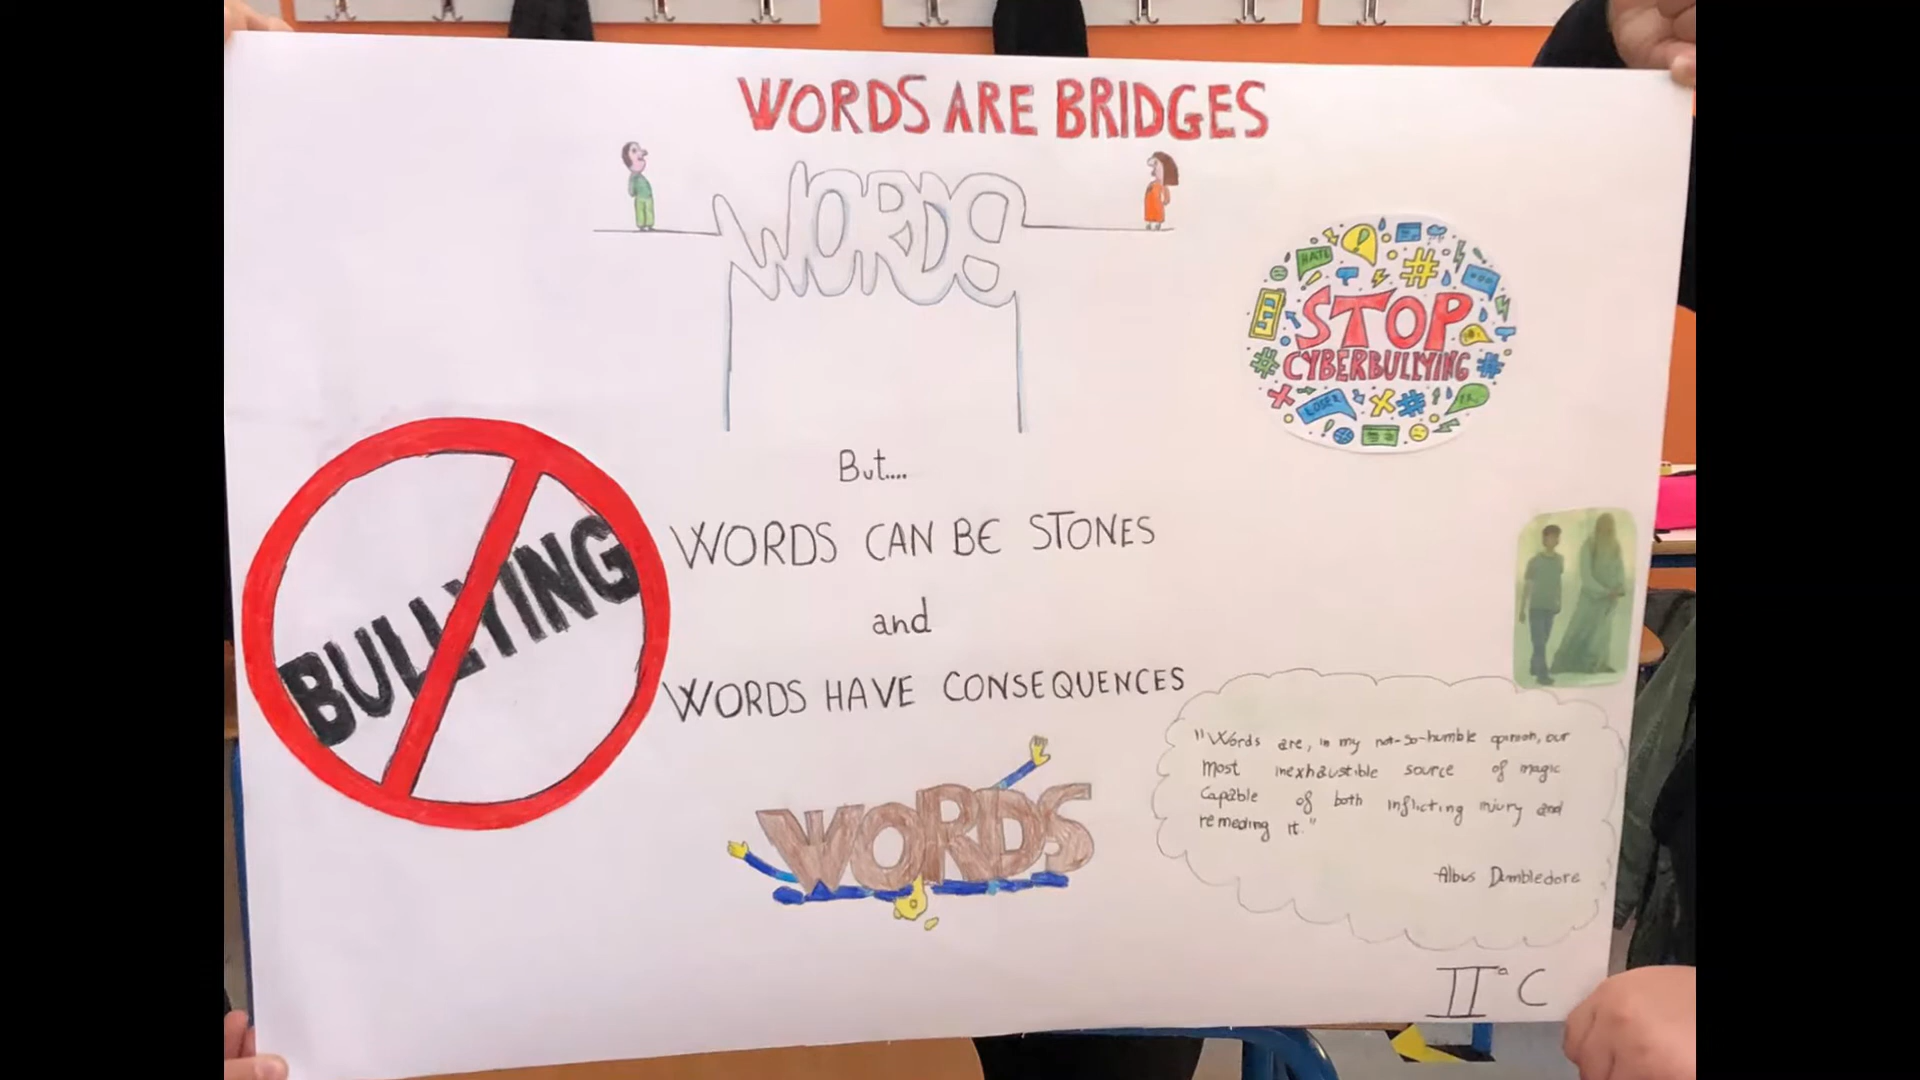 WORDS ARE BRIDGES
WORDS
HATE
STOP
CYBERBULLYING
LOSER
But....
WORDS CAN BE STONES
and
WORDS HAVE CONSEQUENCES
BULLYING
WORDS
"Words are, in my not-so-humble opinion, our
most inexhaustible source of magic
Capable of both inflicting injury and
remeding it."
Albus Dumbledore
II° C